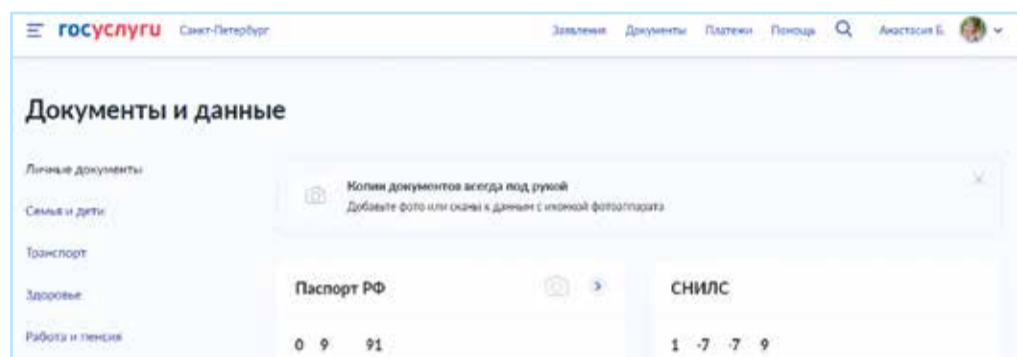 госуслуги Санкт-Петербург Заявления Документы Платежи Помощь Анастасия Б.
Документы и данные
Личные документы
Копии документов всегда под рукой
Добавьте фото или сканы к данным с иконкой фотоаппарата
Семья и дети
Транспорт
Здоровье
Паспорт РФ
СНИЛС
Работа и пенсия
0 9 91
1 -7 -7 9